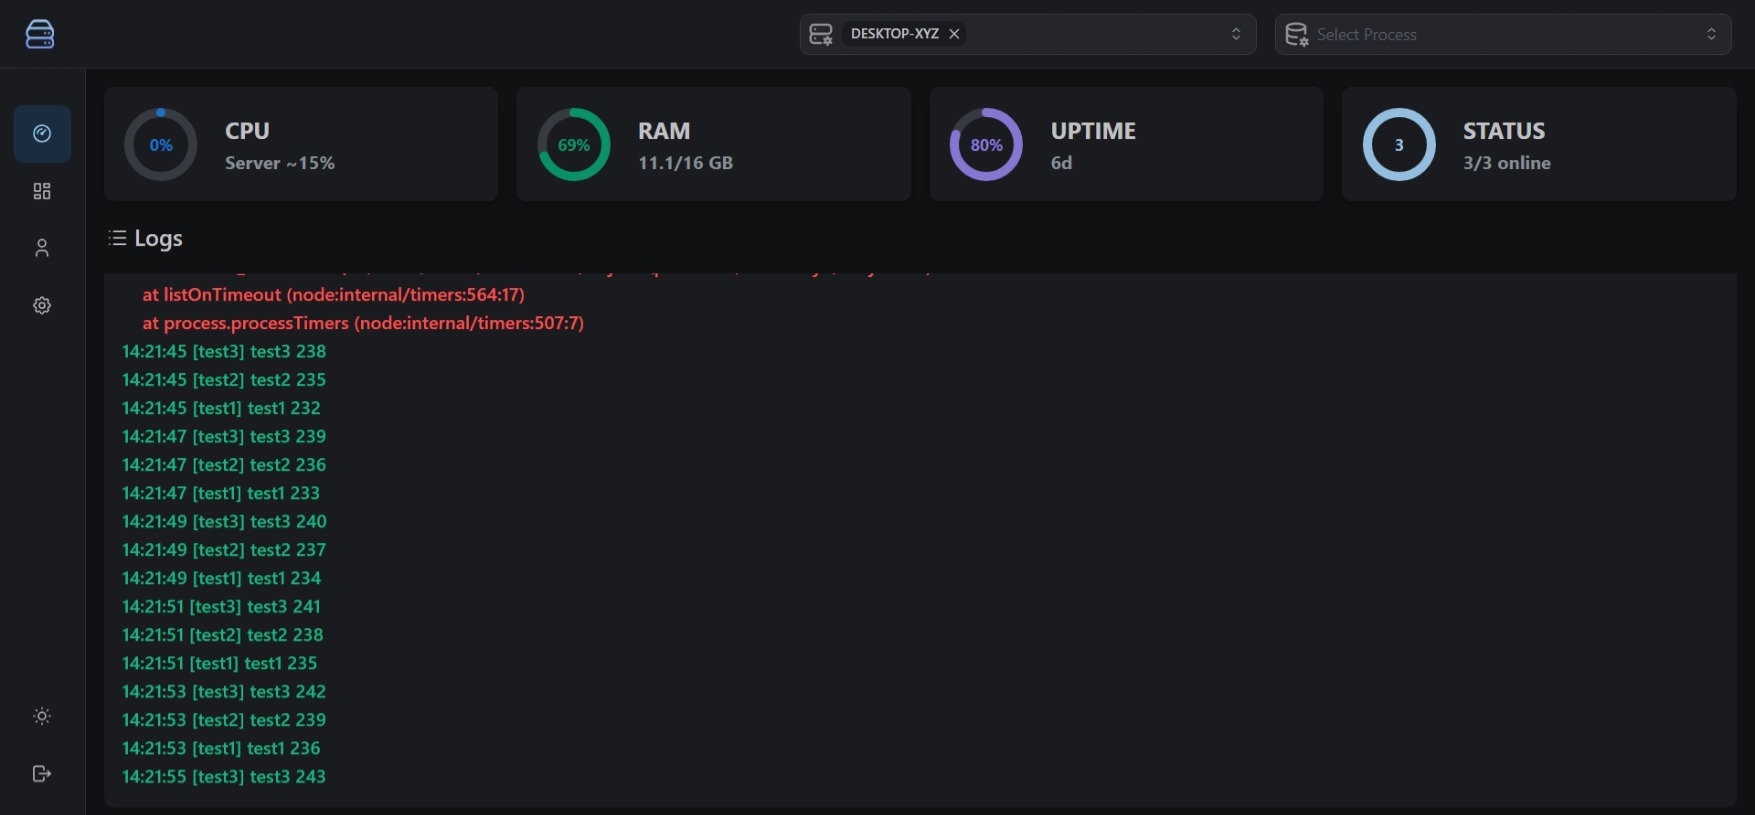 DESKTOP-XYZ
Select Process
0%
CPU
Server ~15%
69%
RAM
11.1/16 GB
80%
UPTIME
6d
3
STATUS
3/3 online
Logs
at listOnTimeout (node:internal/timers:564:17)
at process.processTimers (node:internal/timers:507:7)
14:21:45 [test3] test3 238
14:21:45 [test2] test2 235
14:21:45 [test1] test1 232
14:21:47 [test3] test3 239
14:21:47 [test2] test2 236
14:21:47 [test1] test1 233
14:21:49 [test3] test3 240
14:21:49 [test2] test2 237
14:21:49 [test1] test1 234
14:21:51 [test3] test3 241
14:21:51 [test2] test2 238
14:21:51 [test1] test1 235
14:21:53 [test3] test3 242
14:21:53 [test2] test2 239
14:21:53 [test1] test1 236
14:21:55 [test3] test3 243